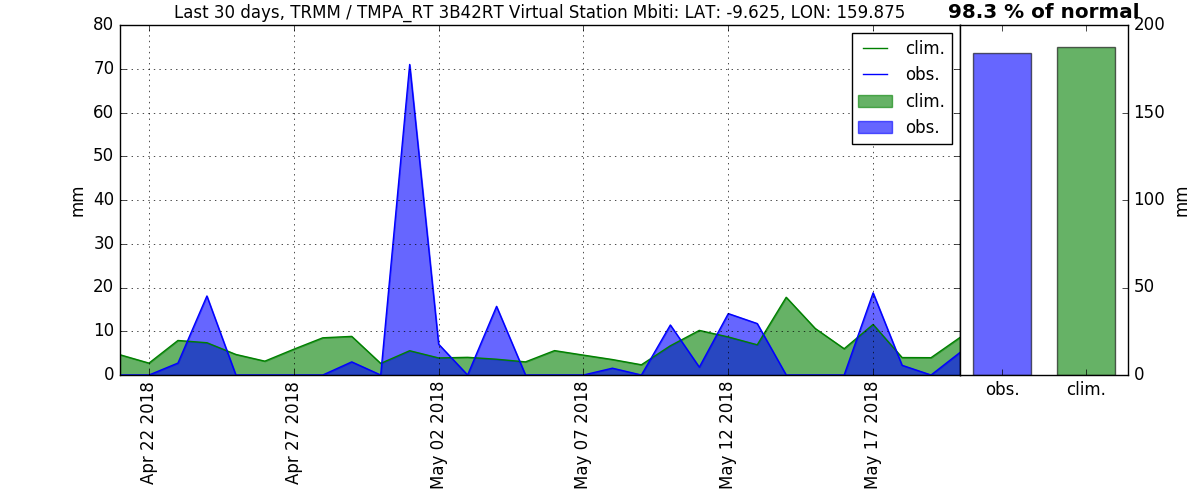 Last 30 days, TRMM / TMPA_RT 3B42RT Virtual Station Mbiti: LAT: -9.625, LON: 159.875
98.3 % of normal
80
70
60
50
40
30
20
10
0
mm
clim.
obs.
clim.
obs.
200
150
100
50
0
mm
Apr 22 2018
Apr 27 2018
May 02 2018
May 07 2018
May 12 2018
May 17 2018
obs.
clim.